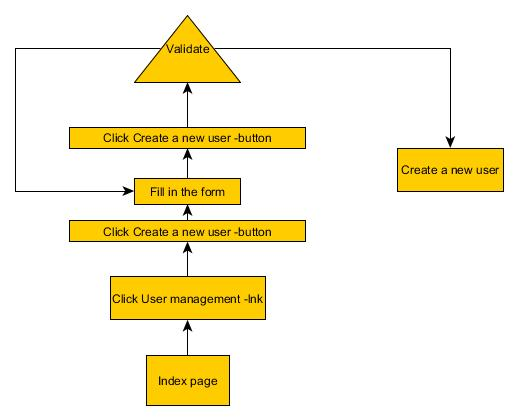 Validate
Click Create a new user -button
Create a new user
Fill in the form
Click Create a new user -button
Click User management -lnk
Index page